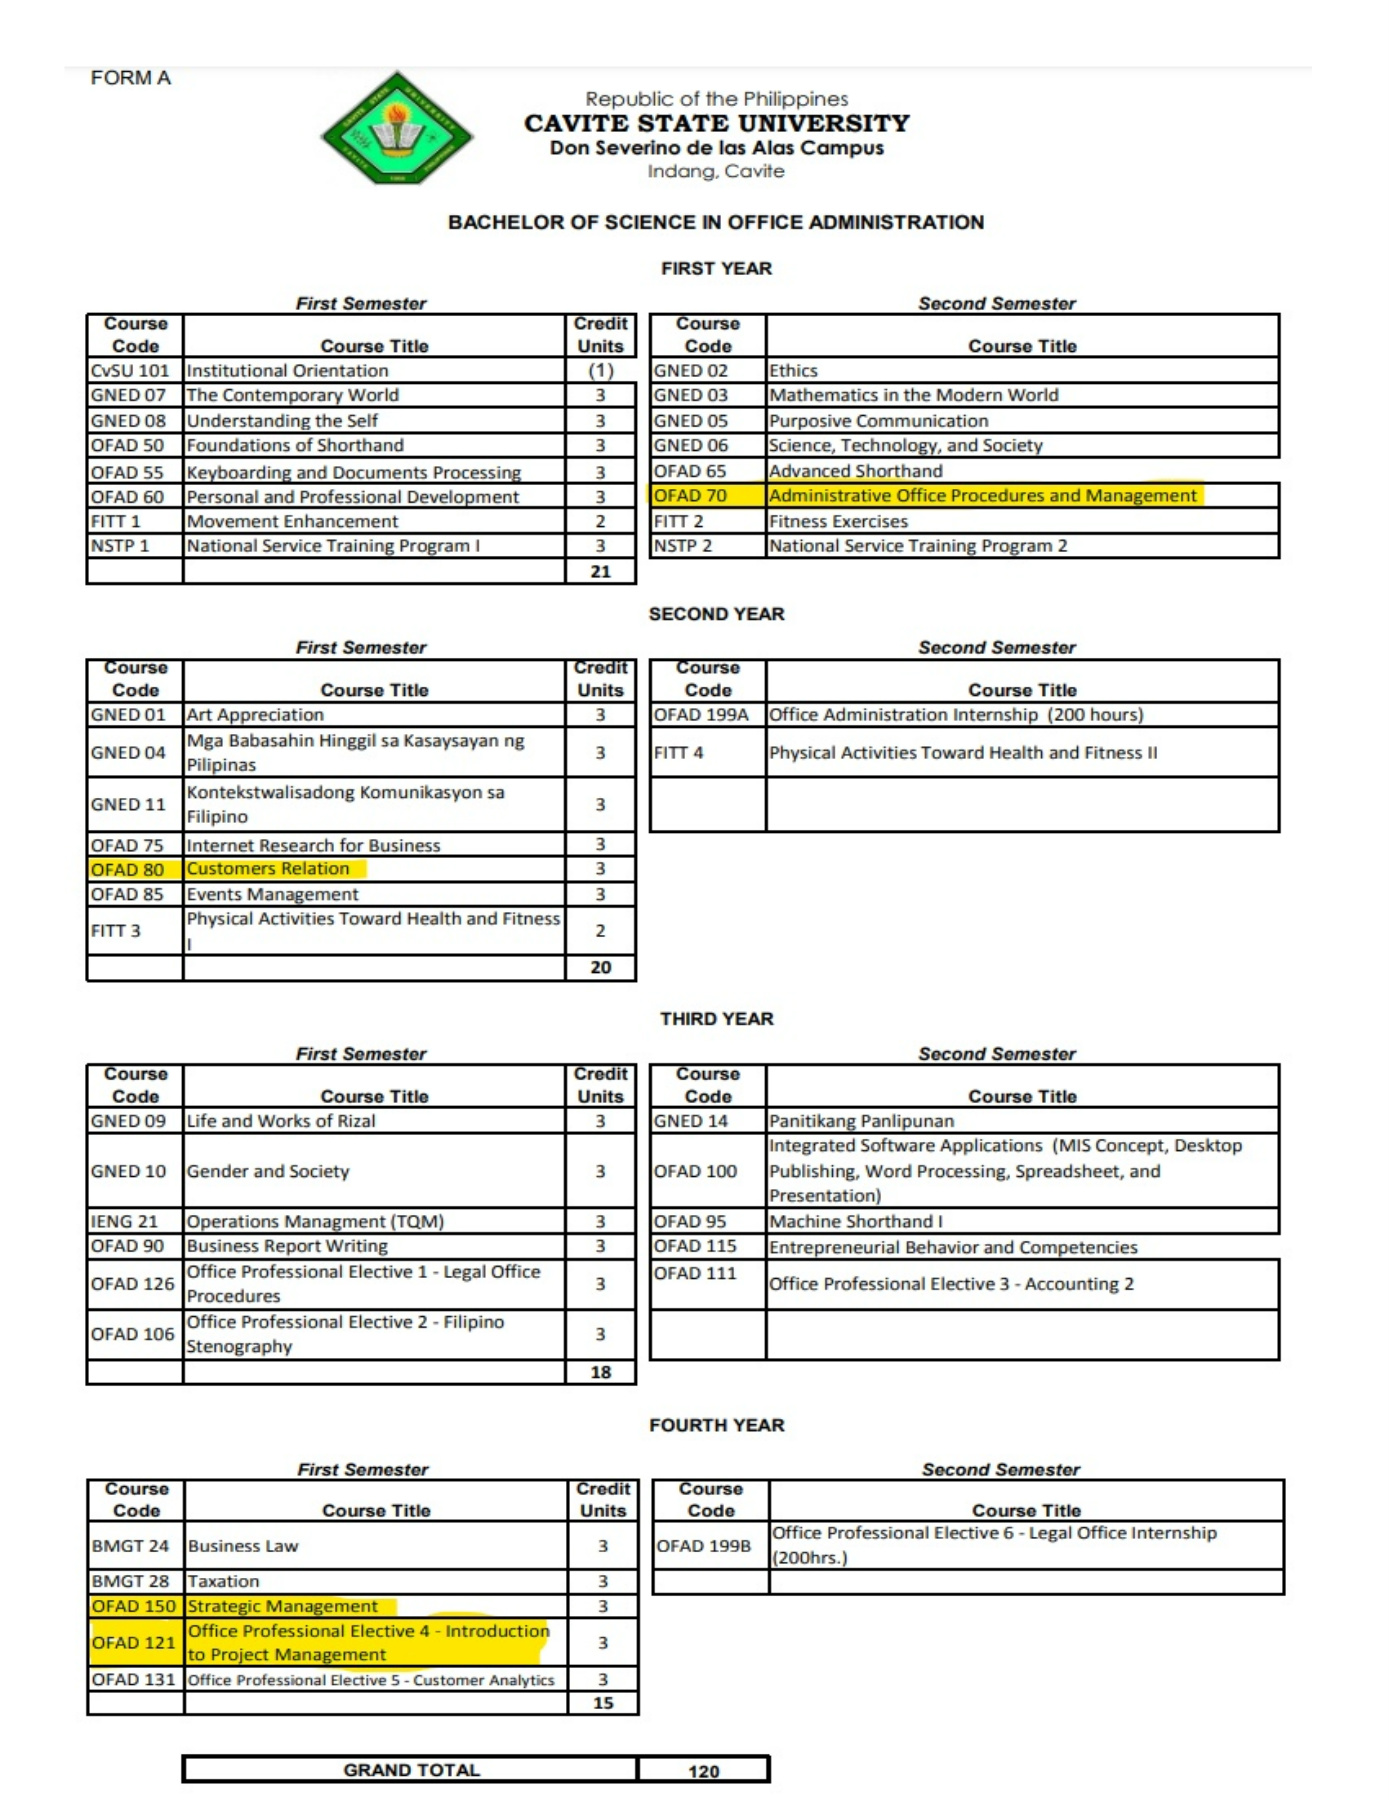 FORM A
Republic of the Philippines
CAVITE STATE UNIVERSITY
Don Severino de las Alas Campus
Indang, Cavite
BACHELOR OF SCIENCE IN OFFICE ADMINISTRATION
FIRST YEAR
First Semester
Course Code Course Title Credit Units
CvSU 101 Institutional Orientation (1)
GNED 07 The Contemporary World 3
GNED 08 Understanding the Self 3
OFAD 50 Foundations of Shorthand 3
OFAD 55 Keyboarding and Documents Processing 3
OFAD 60 Personal and Professional Development 3
FITT 1 Movement Enhancement 2
NSTP 1 National Service Training Program I 3
21
Second Semester
Course Code Course Title
GNED 02 Ethics
GNED 03 Mathematics in the Modern World
GNED 05 Purposive Communication
GNED 06 Science, Technology, and Society
OFAD 65 Advanced Shorthand
OFAD 70 Administrative Office Procedures and Management
FITT 2 Fitness Exercises
NSTP 2 National Service Training Program 2
SECOND YEAR
First Semester
Course Code Course Title Credit Units
GNED 01 Art Appreciation 3
GNED 04 Mga Babasahin Hinggil sa Kasaysayan ng Pilipinas 3
GNED 11 Kontekstwalisadong Komunikasyon sa Filipino 3
OFAD 75 Internet Research for Business 3
OFAD 80 Customers Relation 3
OFAD 85 Events Management 3
FITT 3 Physical Activities Toward Health and Fitness I 2
20
Second Semester
Course Code Course Title
OFAD 199A Office Administration Internship (200 hours)
FITT 4 Physical Activities Toward Health and Fitness II
THIRD YEAR
First Semester
Course Code Course Title Credit Units
GNED 09 Life and Works of Rizal 3
GNED 10 Gender and Society 3
IENG 21 Operations Managment (TQM) 3
OFAD 90 Business Report Writing 3
OFAD 126 Office Professional Elective 1 - Legal Office Procedures 3
OFAD 106 Office Professional Elective 2 - Filipino Stenography 3
18
Second Semester
Course Code Course Title
GNED 14 Panitikang Panlipunan
OFAD 100 Integrated Software Applications (MIS Concept, Desktop Publishing, Word Processing, Spreadsheet, and Presentation)
OFAD 95 Machine Shorthand I
OFAD 115 Entrepreneurial Behavior and Competencies
OFAD 111 Office Professional Elective 3 - Accounting 2
FOURTH YEAR
First Semester
Course Code Course Title Credit Units
BMGT 24 Business Law 3
BMGT 28 Taxation 3
OFAD 150 Strategic Management 3
OFAD 121 Office Professional Elective 4 - Introduction to Project Management 3
OFAD 131 Office Professional Elective 5 - Customer Analytics 3
15
Second Semester
Course Code Course Title
OFAD 199B Office Professional Elective 6 - Legal Office Internship (200hrs.)
GRAND TOTAL 120